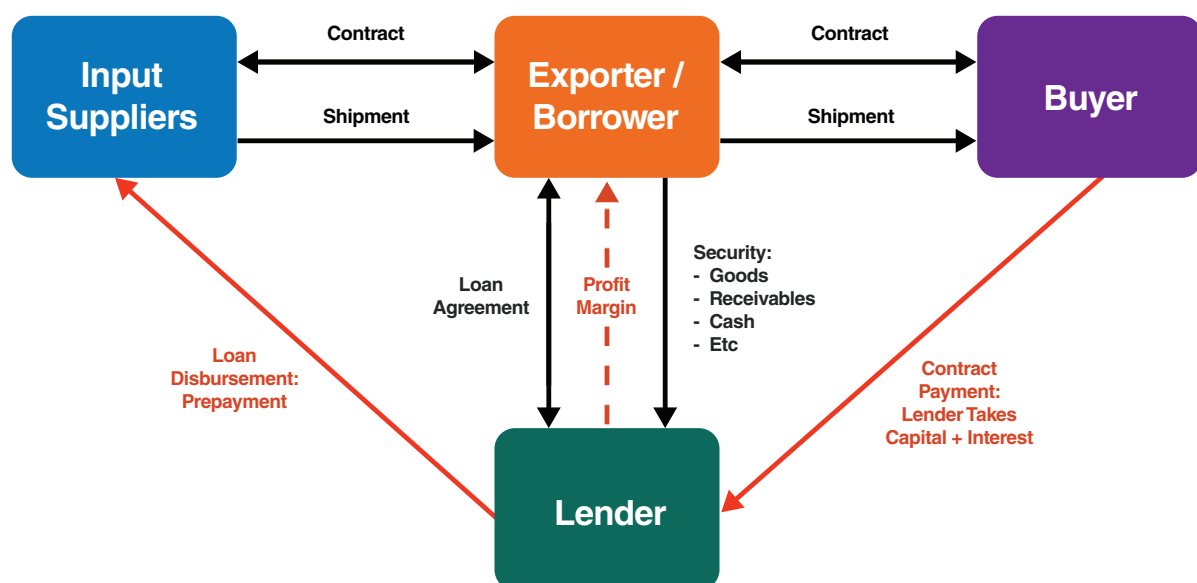 Contract
Contract
Input
Suppliers
Exporter /
Borrower
Buyer
Shipment
Shipment
Loan
Agreement
Profit
Margin
Security:
- Goods
- Receivables
- Cash
- Etc
Loan
Disbursement:
Prepayment
Contract
Payment:
Lender Takes
Capital + Interest
Lender